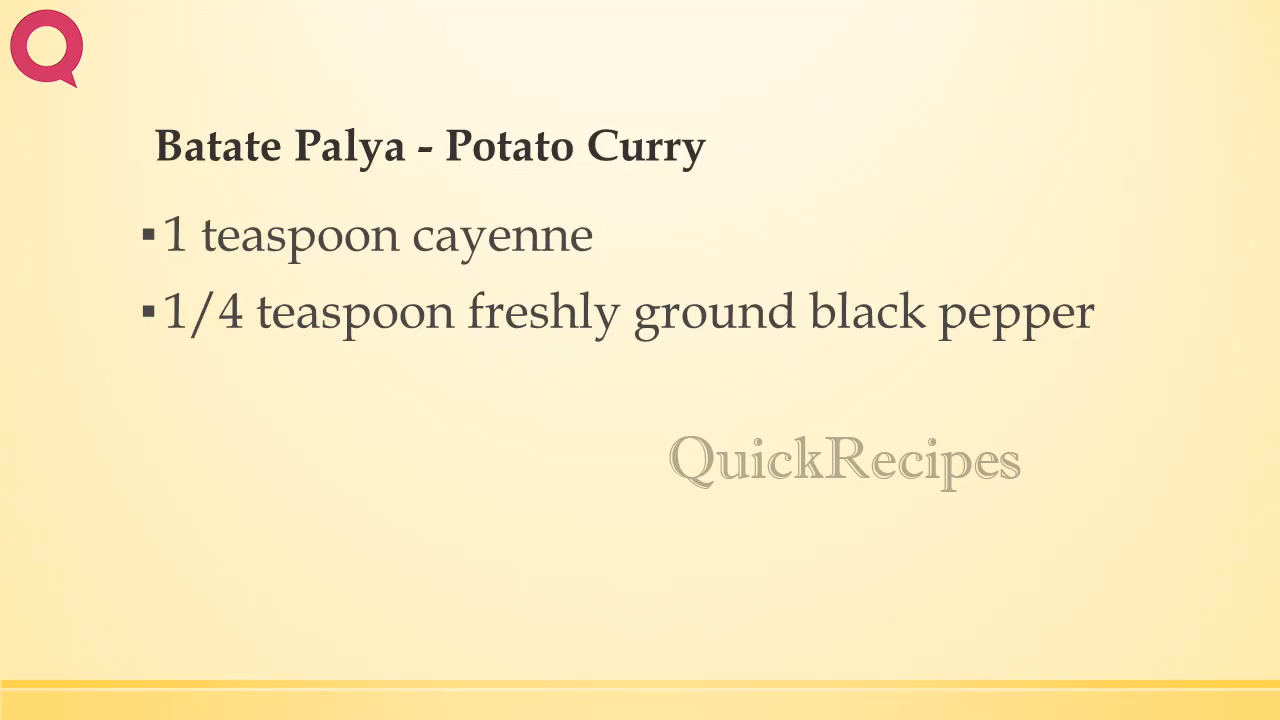 Batate Palya - Potato Curry
▪1 teaspoon cayenne
▪1/4 teaspoon freshly ground black pepper
QuickRecipes